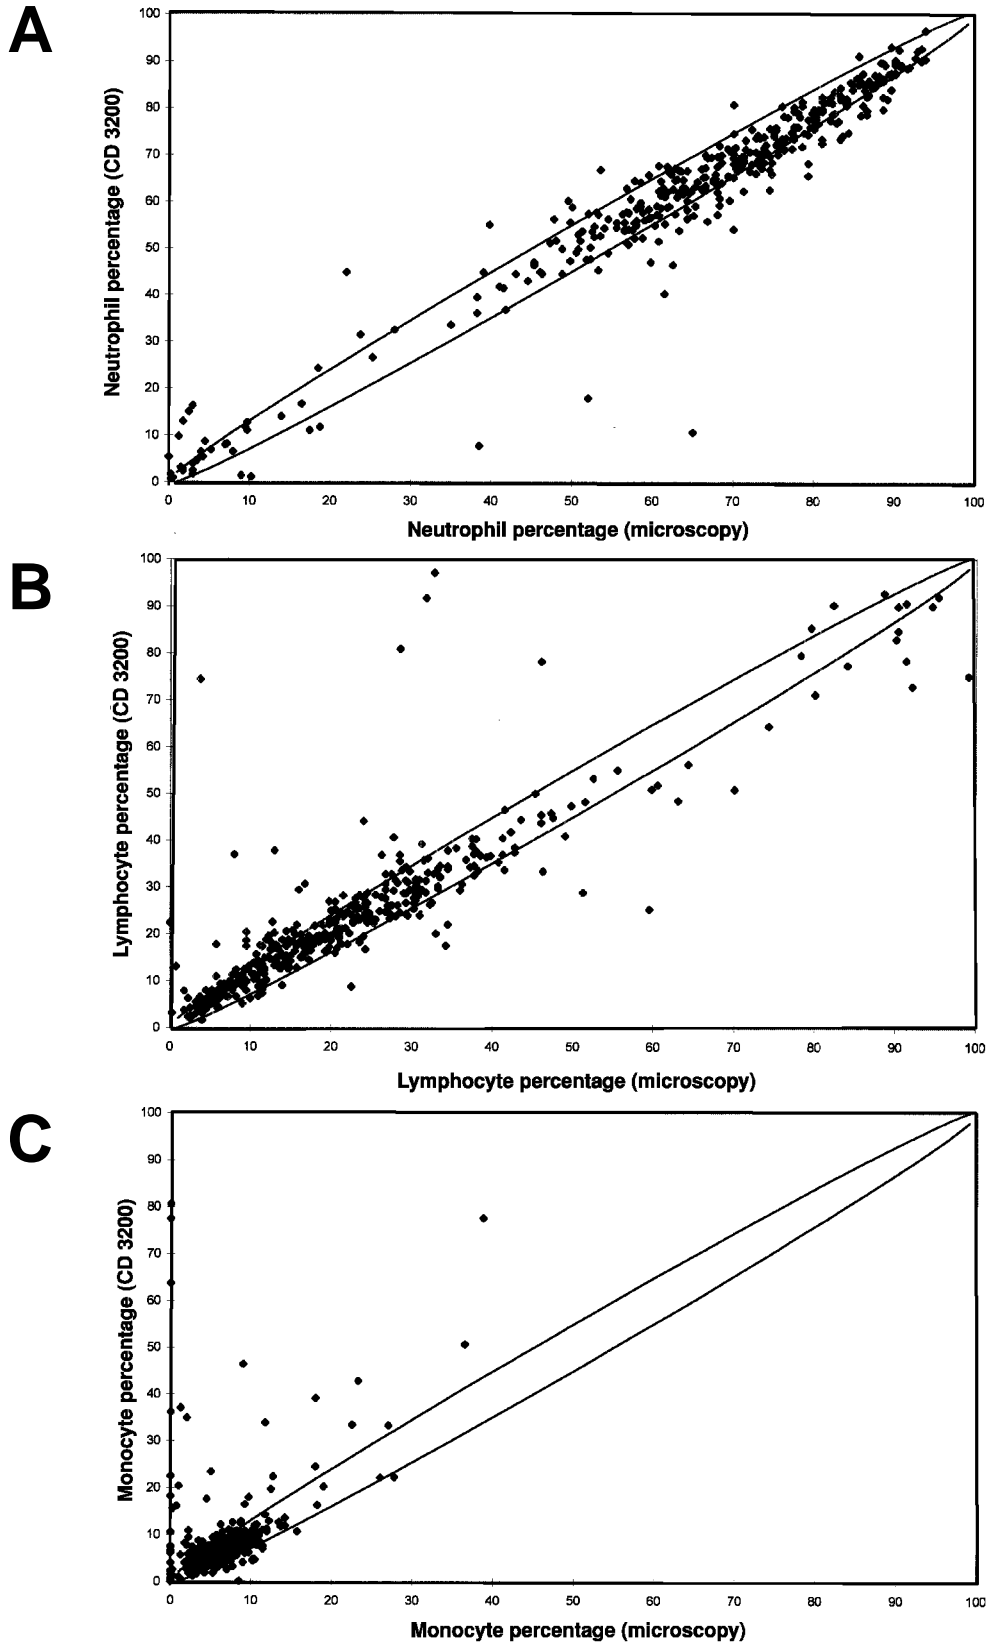 A
100
90
80
70
60
50
40
30
20
10
0
Neutrophil percentage (CD 3200)
0 10 20 30 40 50 60 70 80 90 100
Neutrophil percentage (microscopy)
B
100
90
80
70
60
50
40
30
20
10
0
Lymphocyte percentage (CD 3200)
0 10 20 30 40 50 60 70 80 90 100
Lymphocyte percentage (microscopy)
C
100
90
80
70
60
50
40
30
20
10
0
Monocyte percentage (CD 3200)
0 10 20 30 40 50 60 70 80 90 100
Monocyte percentage (microscopy)